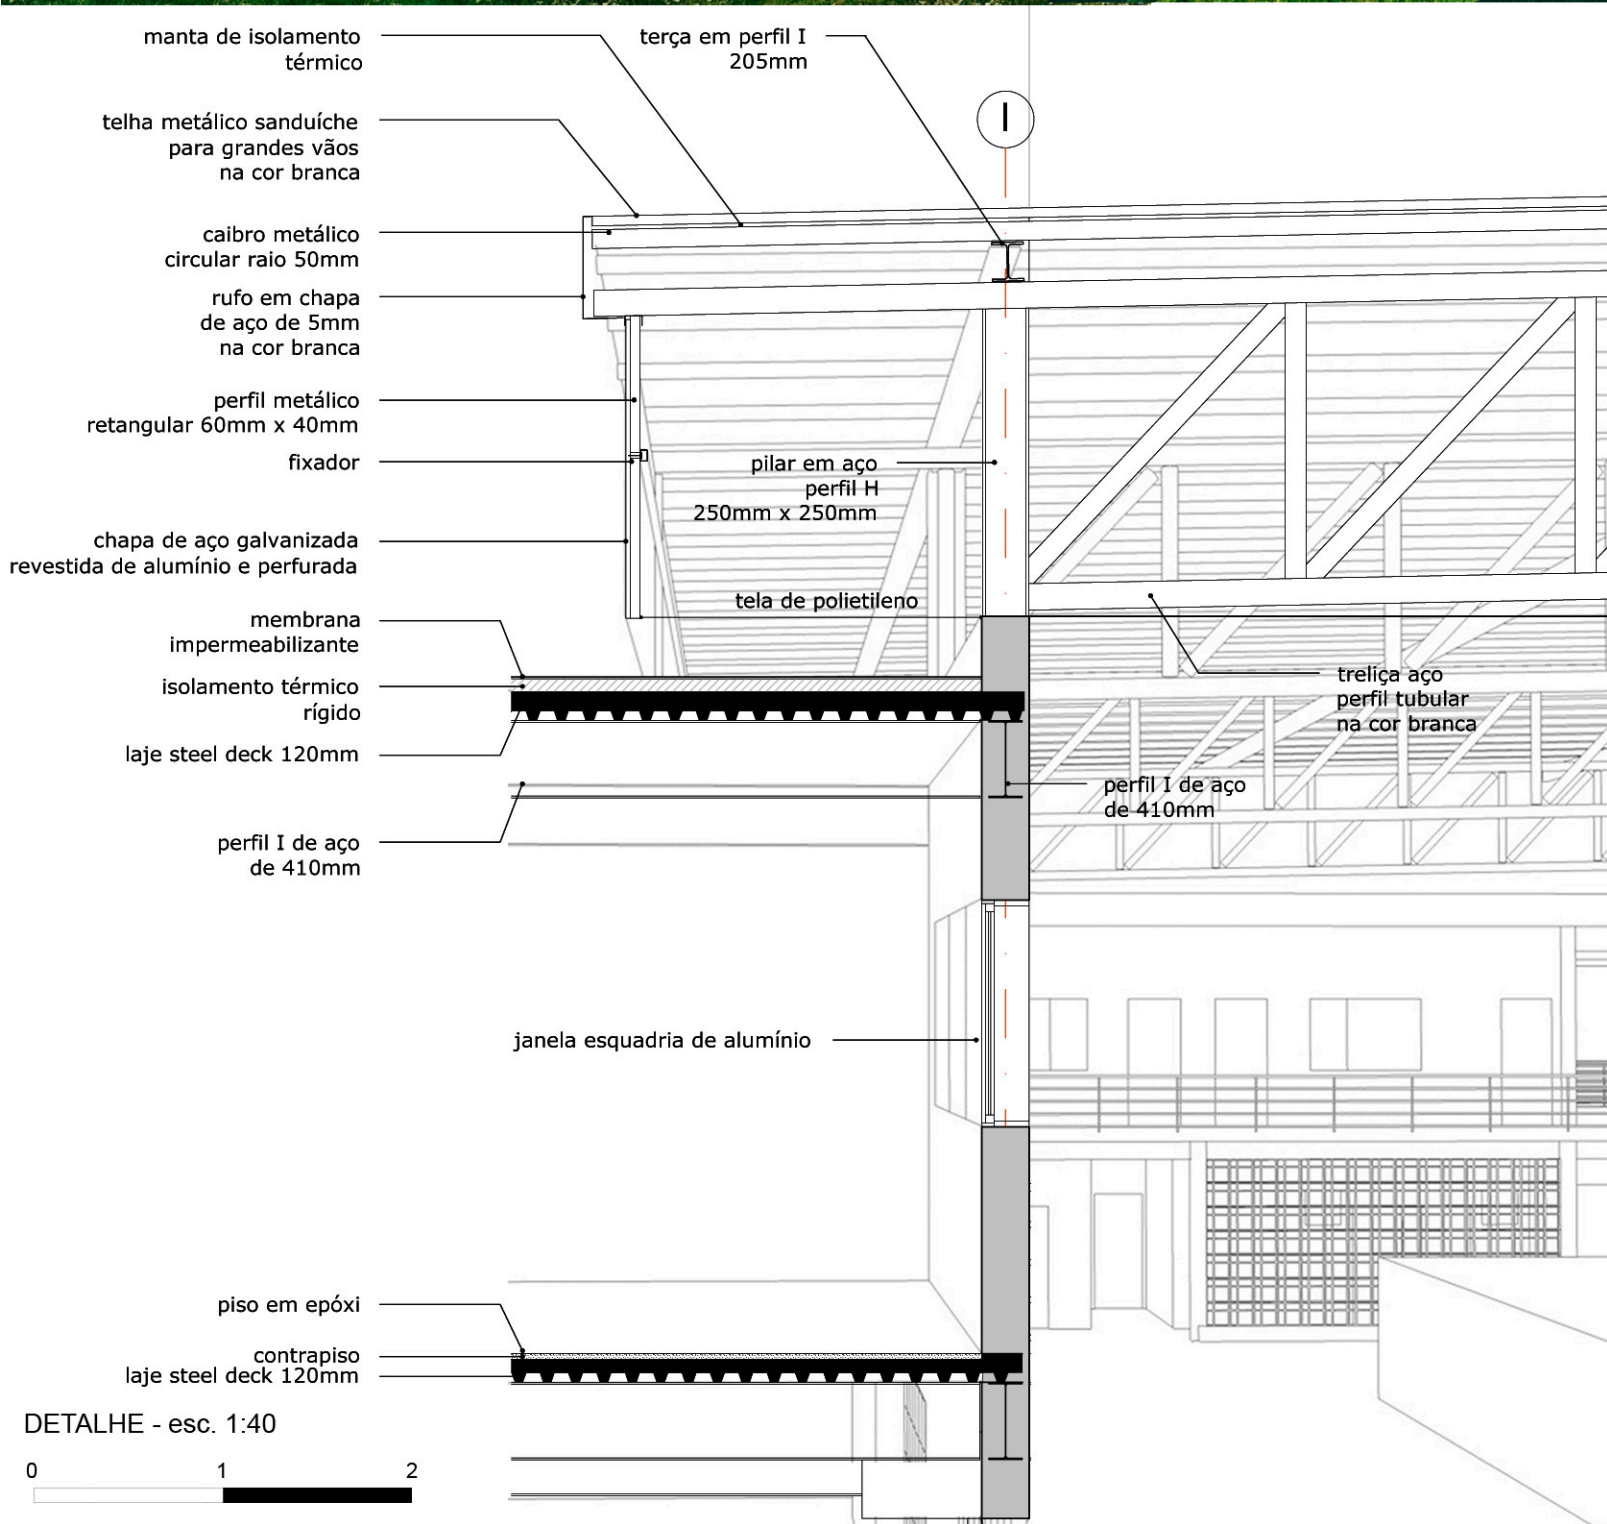 manta de isolamento
térmico
terça em perfil I
205mm
I
telha metálico sanduíche
para grandes vãos
na cor branca
caibro metálico
circular raio 50mm
rufo em chapa
de aço de 5mm
na cor branca
perfil metálico
retangular 60mm x 40mm
fixador
pilar em aço
perfil H
250mm x 250mm
chapa de aço galvanizada
revestida de alumínio e perfurada
tela de polietileno
membrana
impermeabilizante
isolamento térmico
rígido
treliça aço
perfil tubular
na cor branca
laje steel deck 120mm
perfil I de aço
de 410mm
perfil I de aço
de 410mm
janela esquadria de alumínio
piso em epóxi
contrapiso
laje steel deck 120mm
DETALHE - esc. 1:40
0 1 2